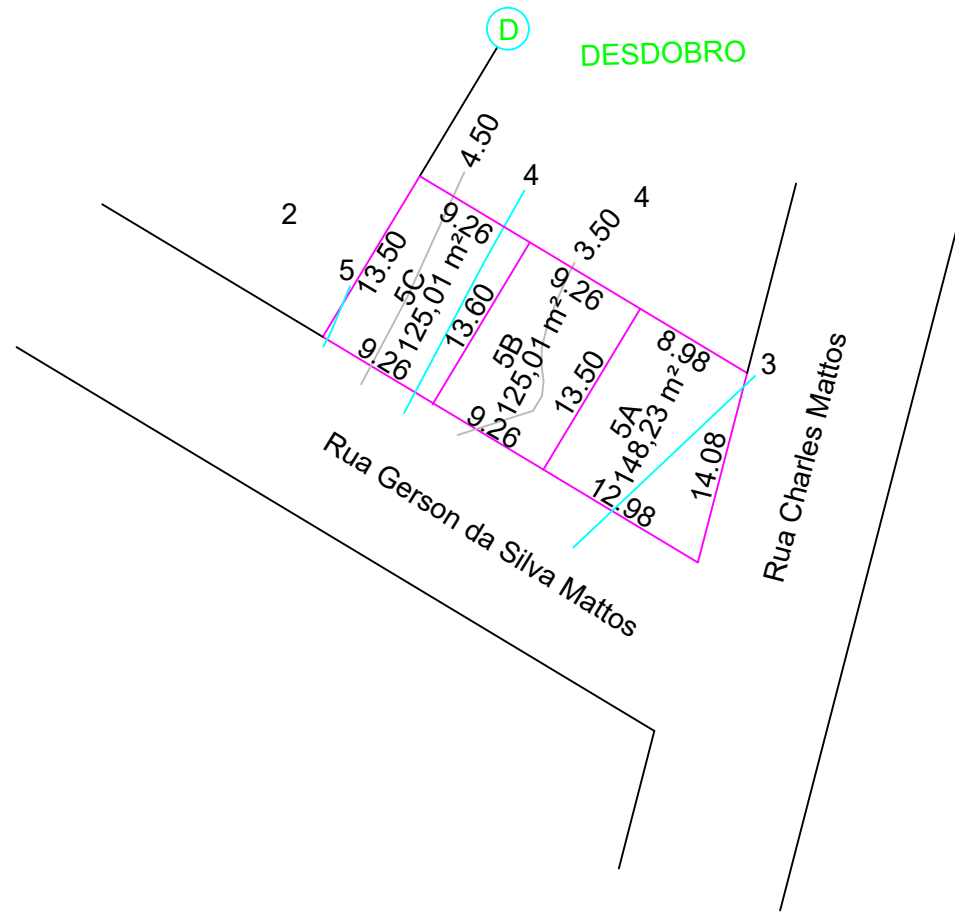 D
DESDOBRO
4.50
4
4
2
3.50
9.26
13.50
5
5C
125,01 m²
9.26
13.60
9.26
5B
125,01 m²
9.26
13.50
8.98
3
5A
148,23 m²
12.98
14.08
Rua Gerson da Silva Mattos
Rua Charles Mattos